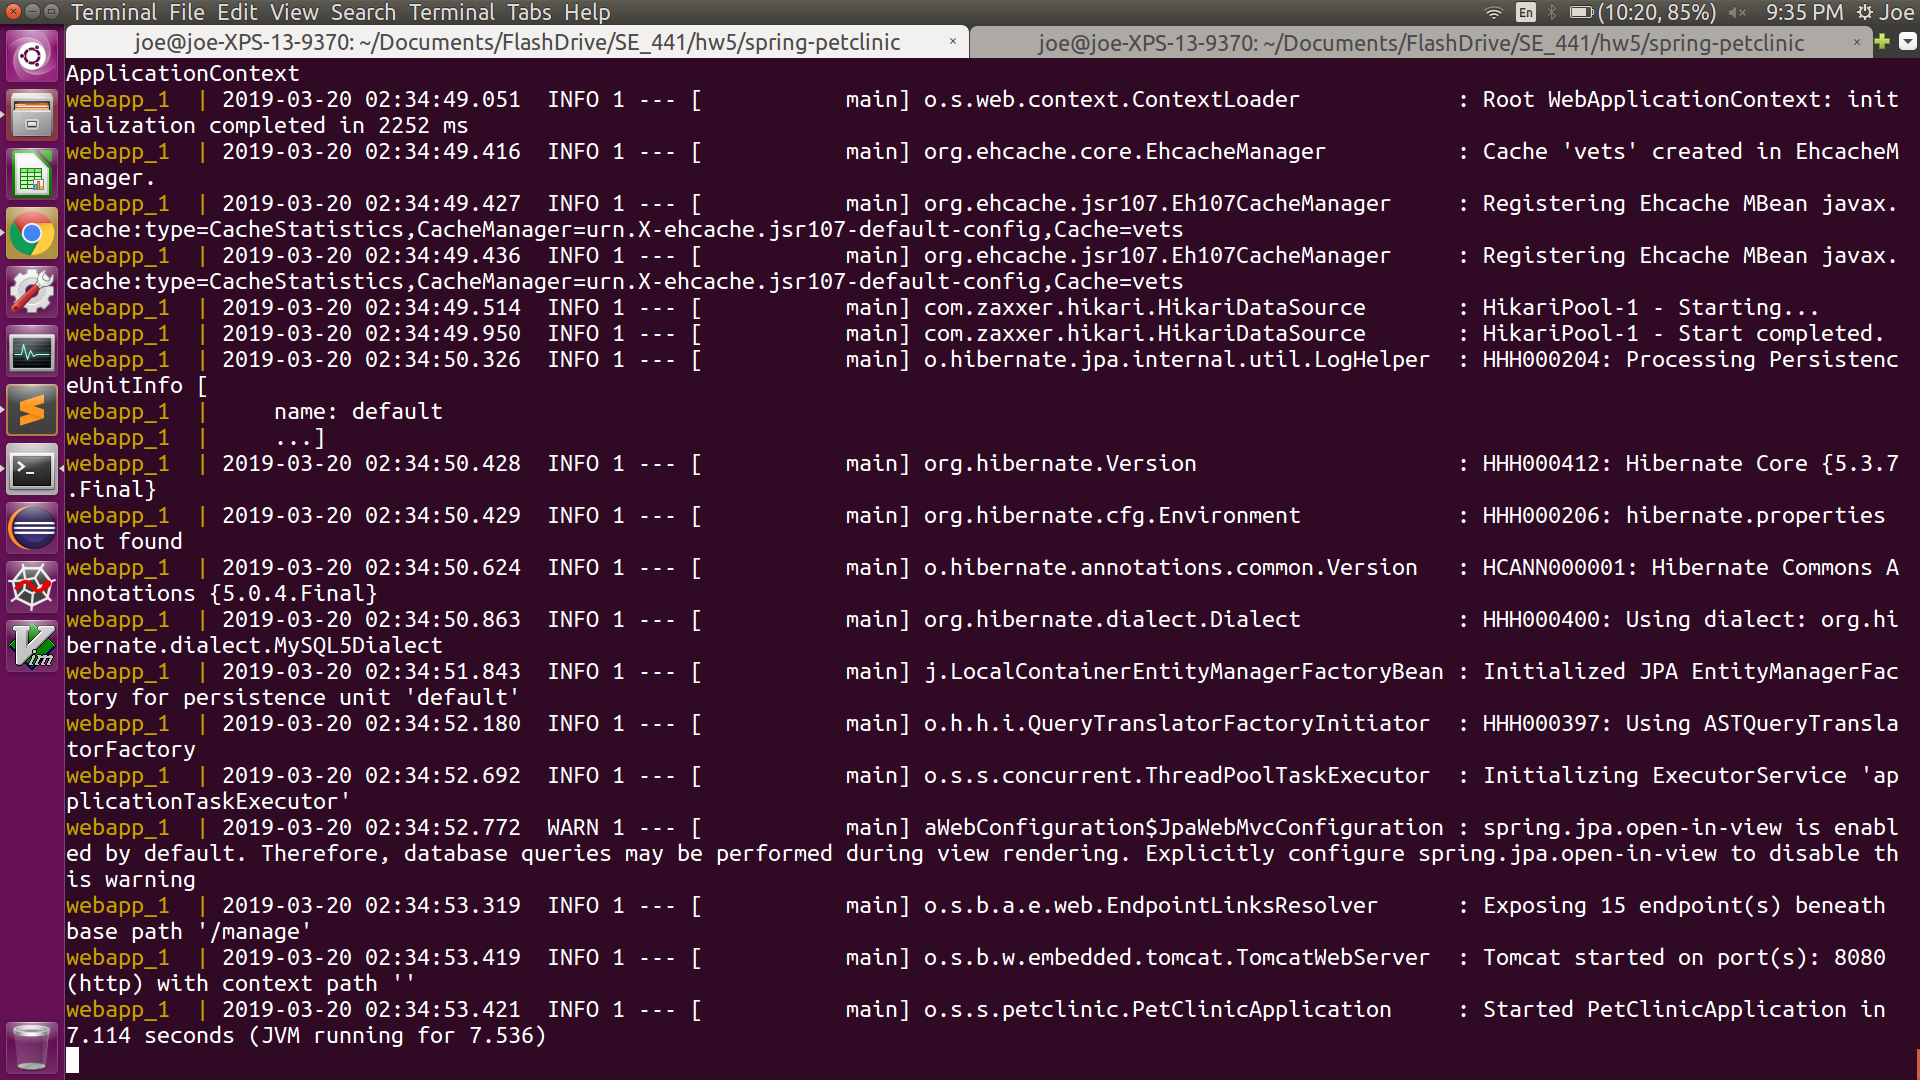 Terminal File Edit View Search Terminal Tabs Help En (10:20, 85%) 9:35 PM Joe
joe@joe-XPS-13-9370: ~/Documents/FlashDrive/SE_441/hw5/spring-petclinic × joe@joe-XPS-13-9370: ~/Documents/FlashDrive/SE_441/hw5/spring-petclinic ×
ApplicationContext
webapp_1  | 2019-03-20 02:34:49.051  INFO 1 --- [           main] o.s.web.context.ContextLoader            : Root WebApplicationContext: init
ialization completed in 2252 ms
webapp_1  | 2019-03-20 02:34:49.416  INFO 1 --- [           main] org.ehcache.core.EhcacheManager          : Cache 'vets' created in EhcacheM
anager.
webapp_1  | 2019-03-20 02:34:49.427  INFO 1 --- [           main] org.ehcache.jsr107.Eh107CacheManager     : Registering Ehcache MBean javax.
cache:type=CacheStatistics,CacheManager=urn.X-ehcache.jsr107-default-config,Cache=vets
webapp_1  | 2019-03-20 02:34:49.436  INFO 1 --- [           main] org.ehcache.jsr107.Eh107CacheManager     : Registering Ehcache MBean javax.
cache:type=CacheStatistics,CacheManager=urn.X-ehcache.jsr107-default-config,Cache=vets
webapp_1  | 2019-03-20 02:34:49.514  INFO 1 --- [           main] com.zaxxer.hikari.HikariDataSource       : HikariPool-1 - Starting...
webapp_1  | 2019-03-20 02:34:49.950  INFO 1 --- [           main] com.zaxxer.hikari.HikariDataSource       : HikariPool-1 - Start completed.
webapp_1  | 2019-03-20 02:34:50.326  INFO 1 --- [           main] o.hibernate.jpa.internal.util.LogHelper  : HHH000204: Processing Persistenc
eUnitInfo [
webapp_1  |     name: default
webapp_1  |     ...]
webapp_1  | 2019-03-20 02:34:50.428  INFO 1 --- [           main] org.hibernate.Version                    : HHH000412: Hibernate Core {5.3.7
.Final}
webapp_1  | 2019-03-20 02:34:50.429  INFO 1 --- [           main] org.hibernate.cfg.Environment            : HHH000206: hibernate.properties
not found
webapp_1  | 2019-03-20 02:34:50.624  INFO 1 --- [           main] o.hibernate.annotations.common.Version   : HCANN000001: Hibernate Commons A
nnotations {5.0.4.Final}
webapp_1  | 2019-03-20 02:34:50.863  INFO 1 --- [           main] org.hibernate.dialect.Dialect            : HHH000400: Using dialect: org.hi
bernate.dialect.MySQL5Dialect
webapp_1  | 2019-03-20 02:34:51.843  INFO 1 --- [           main] j.LocalContainerEntityManagerFactoryBean : Initialized JPA EntityManagerFac
tory for persistence unit 'default'
webapp_1  | 2019-03-20 02:34:52.180  INFO 1 --- [           main] o.h.h.i.QueryTranslatorFactoryInitiator  : HHH000397: Using ASTQueryTransla
torFactory
webapp_1  | 2019-03-20 02:34:52.692  INFO 1 --- [           main] o.s.s.concurrent.ThreadPoolTaskExecutor  : Initializing ExecutorService 'ap
plicationTaskExecutor'
webapp_1  | 2019-03-20 02:34:52.772  WARN 1 --- [           main] aWebConfiguration$JpaWebMvcConfiguration : spring.jpa.open-in-view is enabl
ed by default. Therefore, database queries may be performed during view rendering. Explicitly configure spring.jpa.open-in-view to disable th
is warning
webapp_1  | 2019-03-20 02:34:53.319  INFO 1 --- [           main] o.s.b.a.e.web.EndpointLinksResolver      : Exposing 15 endpoint(s) beneath
base path '/manage'
webapp_1  | 2019-03-20 02:34:53.419  INFO 1 --- [           main] o.s.b.w.embedded.tomcat.TomcatWebServer  : Tomcat started on port(s): 8080
(http) with context path ''
webapp_1  | 2019-03-20 02:34:53.421  INFO 1 --- [           main] o.s.s.petclinic.PetClinicApplication     : Started PetClinicApplication in
7.114 seconds (JVM running for 7.536)